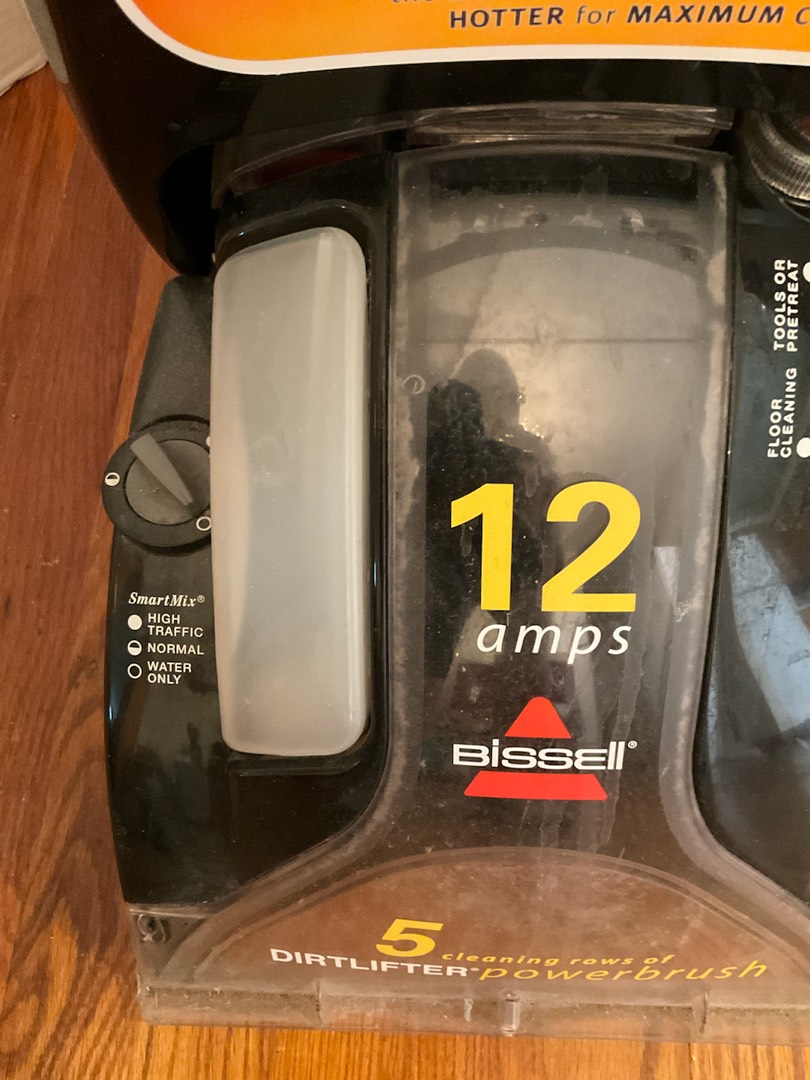 HOTTER for MAXIMUM
TOOLS OR
PRETREAT
FLOOR
CLEANING
SmartMix®
HIGH
TRAFFIC
NORMAL
WATER
ONLY
12
amps
BISSELL®
5 cleaning rows of
DIRTLIFTER® powerbrush